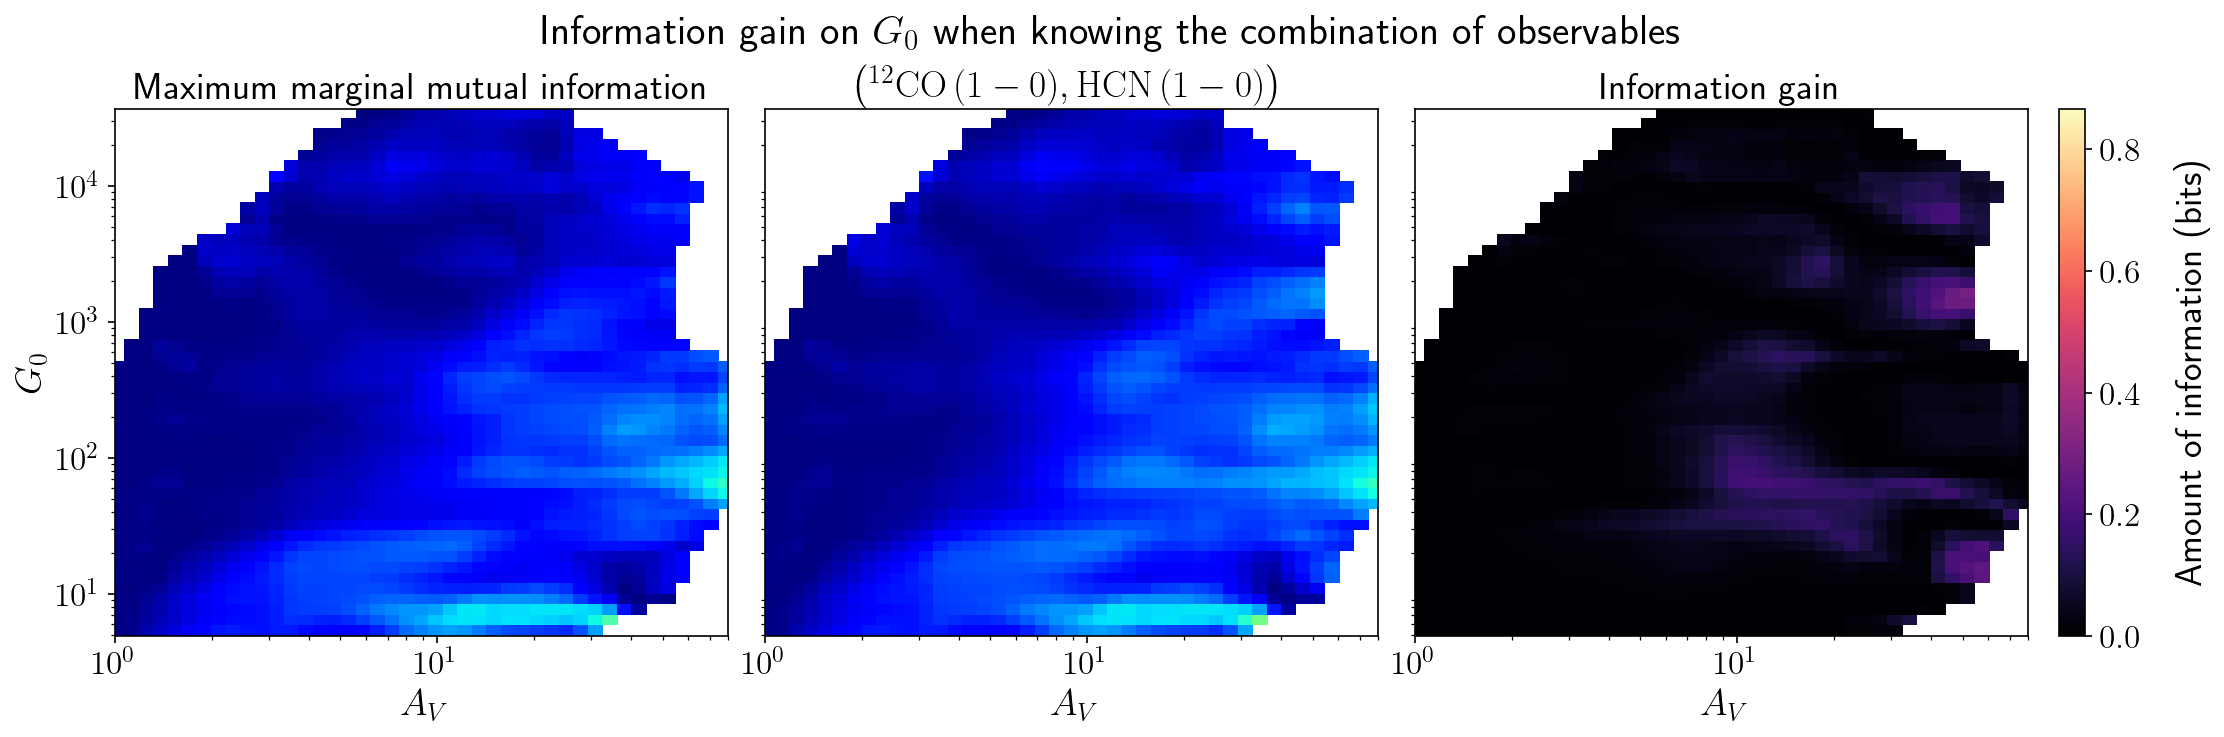 Information gain on G₀ when knowing the combination of observables
Maximum marginal mutual information
(¹²CO (1 − 0), HCN (1 − 0))
Information gain
G₀
10⁴
10³
10²
10¹
10⁰
10¹
A_V
10⁰
10¹
A_V
10⁰
10¹
A_V
0.8
0.6
0.4
0.2
0.0
Amount of information (bits)